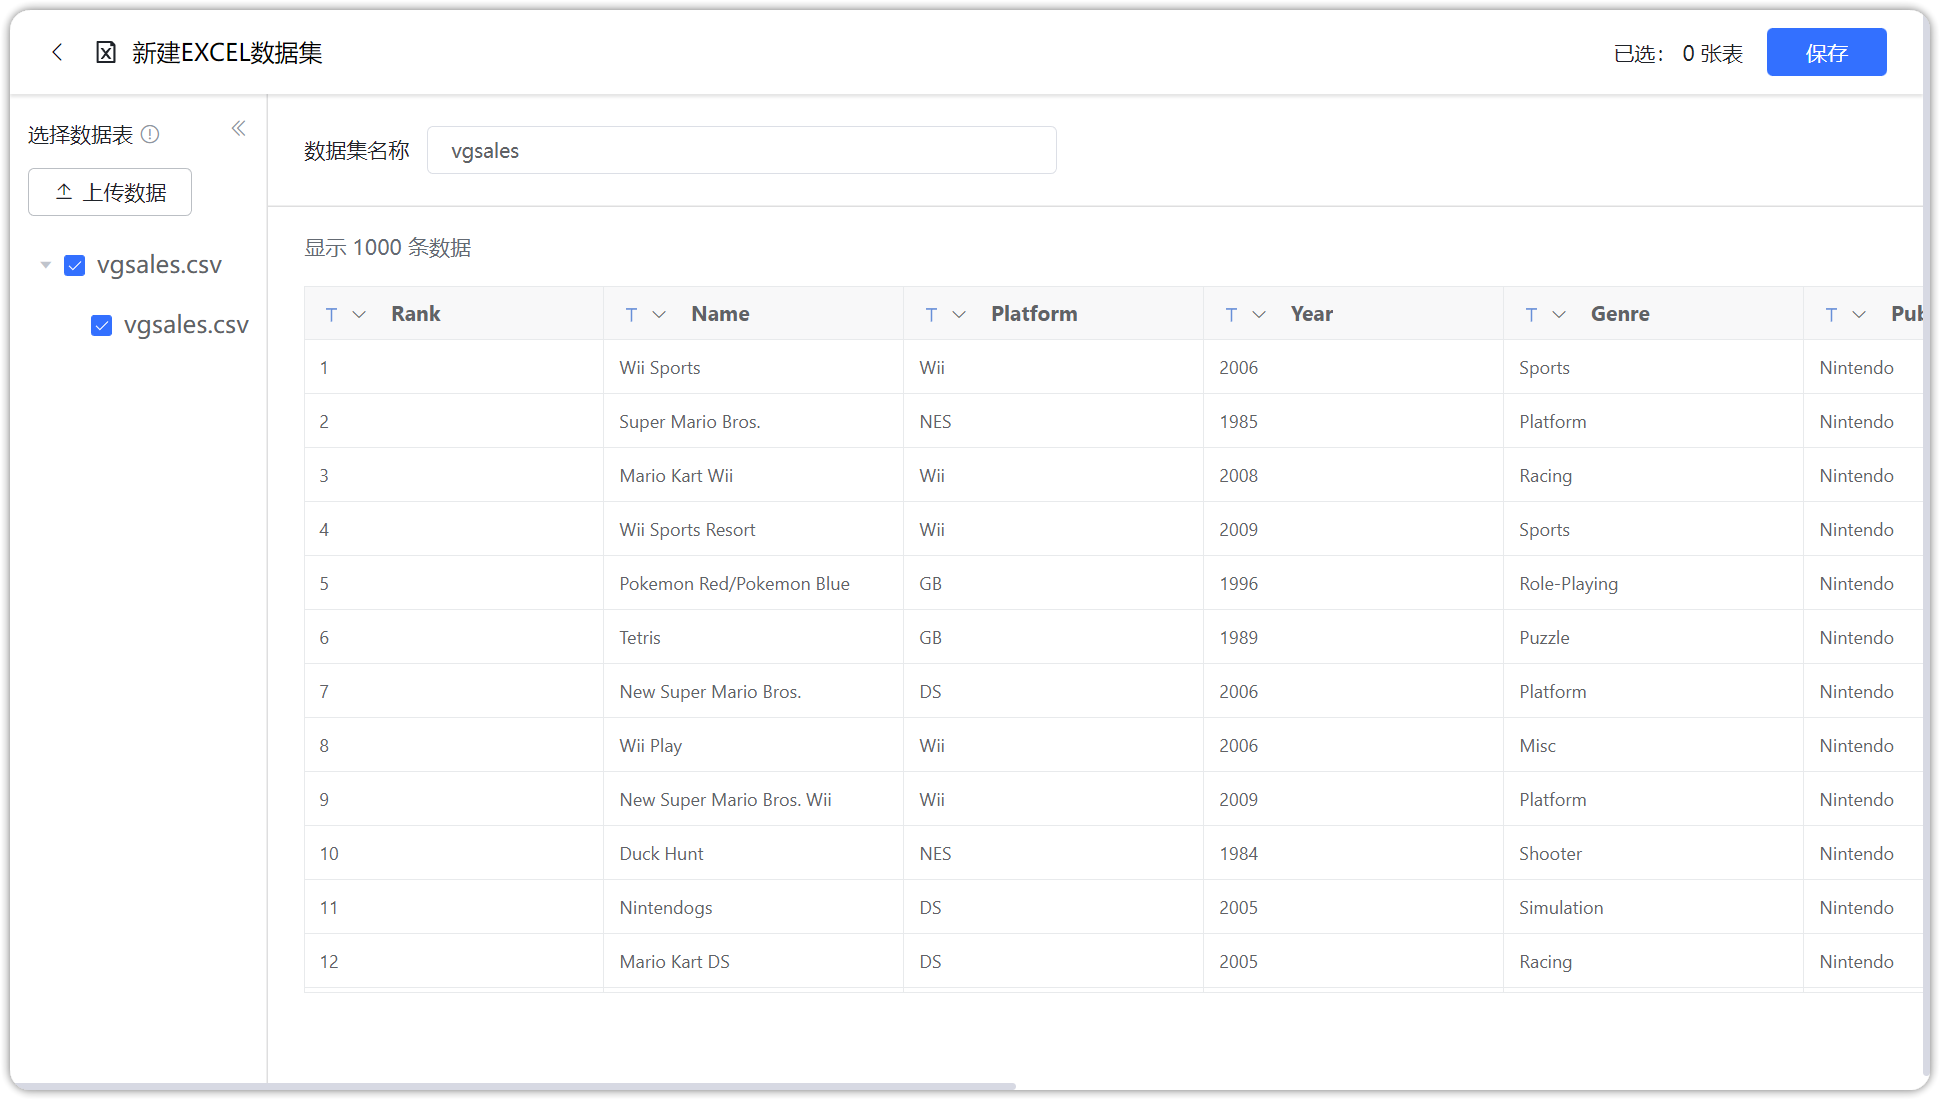 新建EXCEL数据集
已选： 0 张表
保存
选择数据表
上传数据
vgsales.csv
vgsales.csv
数据集名称 vgsales
显示 1000 条数据
T Rank T Name T Platform T Year T Genre T Pub
1 Wii Sports Wii 2006 Sports Nintendo
2 Super Mario Bros. NES 1985 Platform Nintendo
3 Mario Kart Wii Wii 2008 Racing Nintendo
4 Wii Sports Resort Wii 2009 Sports Nintendo
5 Pokemon Red/Pokemon Blue GB 1996 Role-Playing Nintendo
6 Tetris GB 1989 Puzzle Nintendo
7 New Super Mario Bros. DS 2006 Platform Nintendo
8 Wii Play Wii 2006 Misc Nintendo
9 New Super Mario Bros. Wii Wii 2009 Platform Nintendo
10 Duck Hunt NES 1984 Shooter Nintendo
11 Nintendogs DS 2005 Simulation Nintendo
12 Mario Kart DS DS 2005 Racing Nintendo